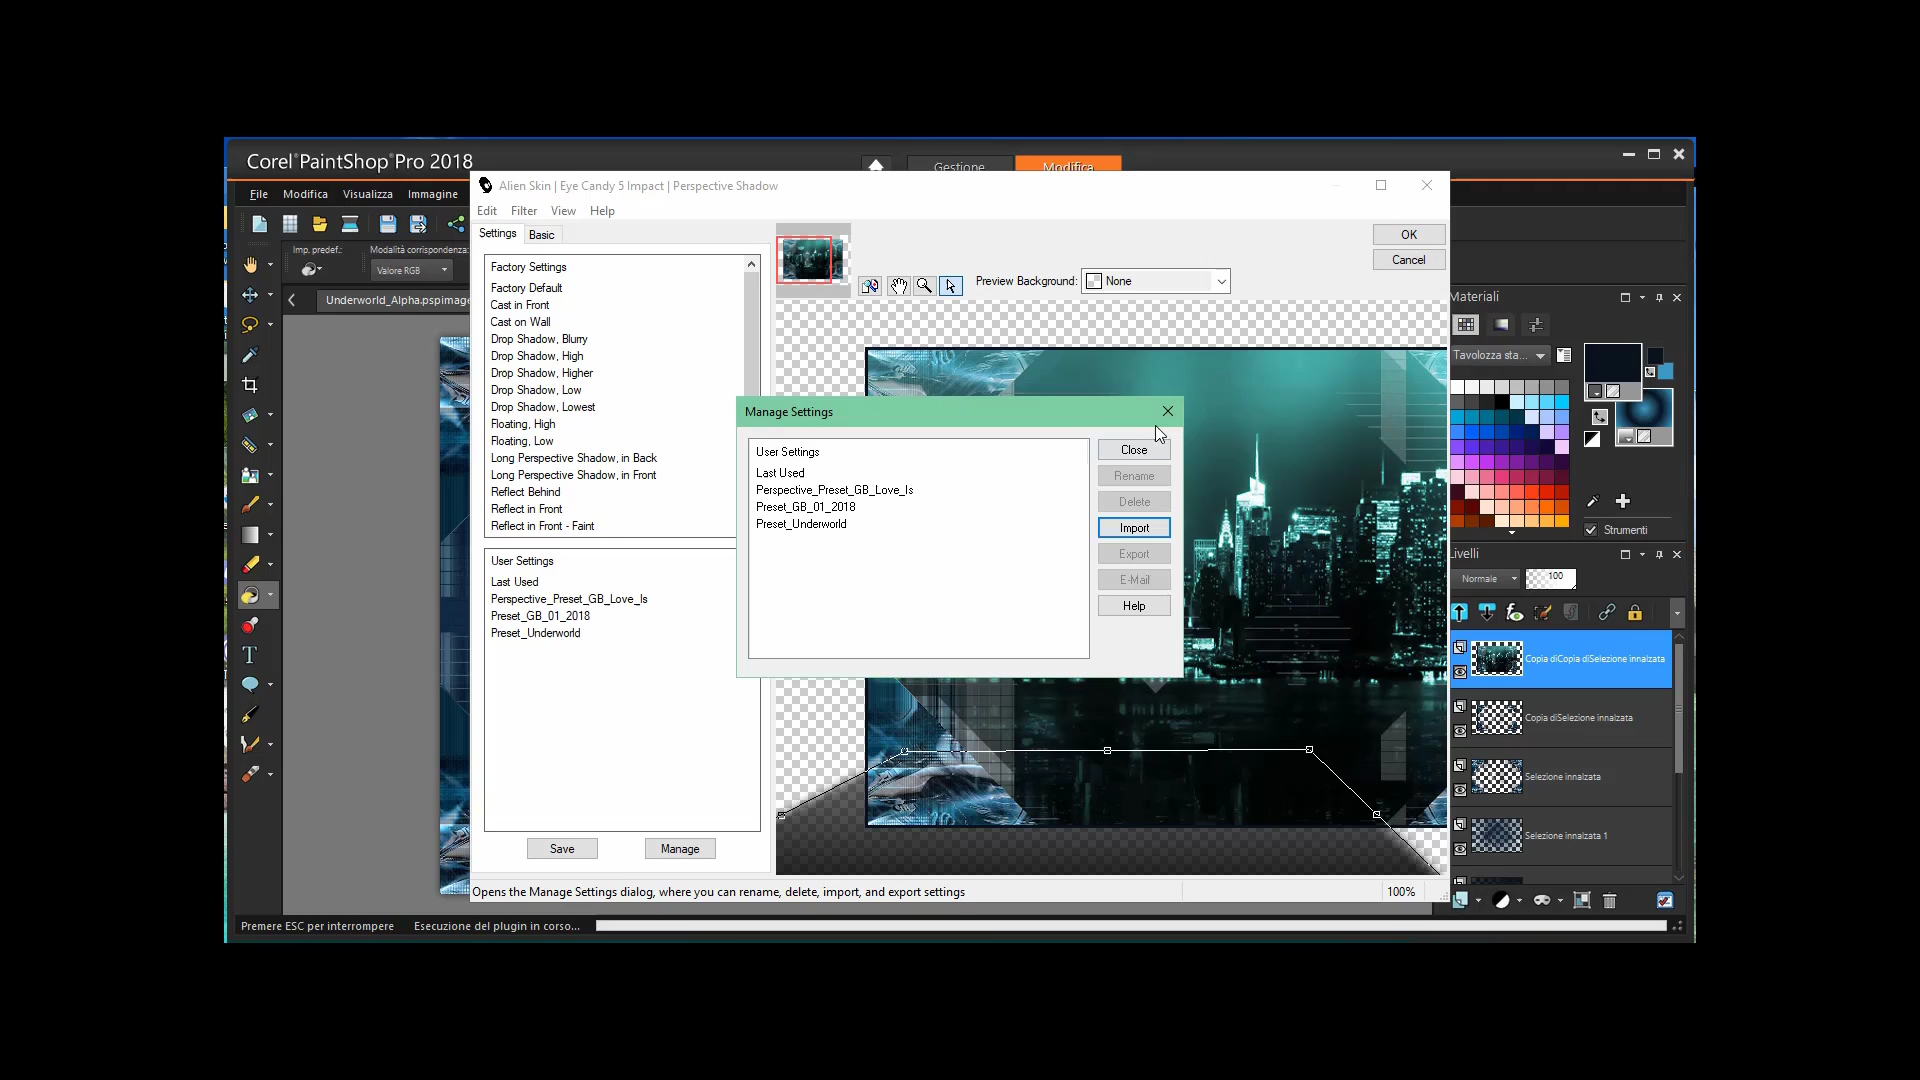 Corel®PaintShop®Pro 2018
Gestione
Modifica
File
Modifica
Visualizza
Immagine
Imp. predef.:
Modalità corrispondenza:
Valore RGB
Underworld_Alpha.pspimage
Alien Skin | Eye Candy 5 Impact | Perspective Shadow
Edit
Filter
View
Help
Settings
Basic
Factory Settings
Factory Default
Cast in Front
Cast on Wall
Drop Shadow, Blurry
Drop Shadow, High
Drop Shadow, Higher
Drop Shadow, Low
Drop Shadow, Lowest
Floating, High
Floating, Low
Long Perspective Shadow, in Back
Long Perspective Shadow, in Front
Reflect Behind
Reflect in Front
Reflect in Front - Faint
User Settings
Last Used
Perspective_Preset_GB_Love_Is
Preset_GB_01_2018
Preset_Underworld
Save
Manage
Preview Background:
None
OK
Cancel
Manage Settings
User Settings
Last Used
Perspective_Preset_GB_Love_Is
Preset_GB_01_2018
Preset_Underworld
Close
Rename
Delete
Import
Export
E-Mail
Help
Opens the Manage Settings dialog, where you can rename, delete, import, and export settings
100%
Materiali
Tavolozza sta...
Strumenti
Livelli
Normale
100
Copia diCopia diSelezione innalzata
Copia diSelezione innalzata
Selezione innalzata
Selezione innalzata 1
Premere ESC per interrompere
Esecuzione del plugin in corso...